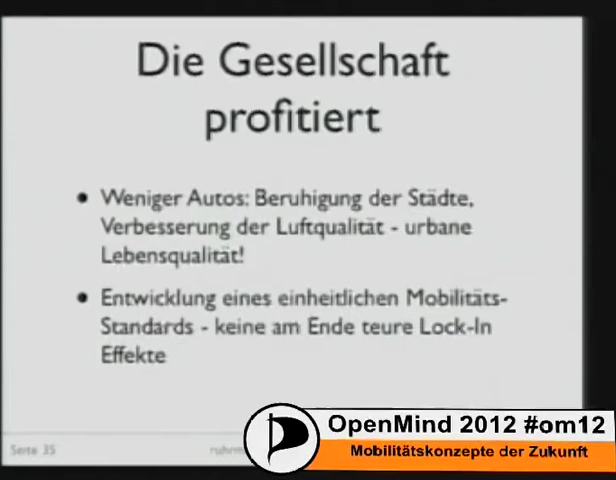 Die Gesellschaft
profitiert
• Weniger Autos: Beruhigung der Städte,
Verbesserung der Luftqualität - urbane
Lebensqualität!
• Entwicklung eines einheitlichen Mobilitäts-
Standards - keine am Ende teure Lock-In
Effekte
Seite 35
OpenMind 2012 #om12
Mobilitätskonzepte der Zukunft